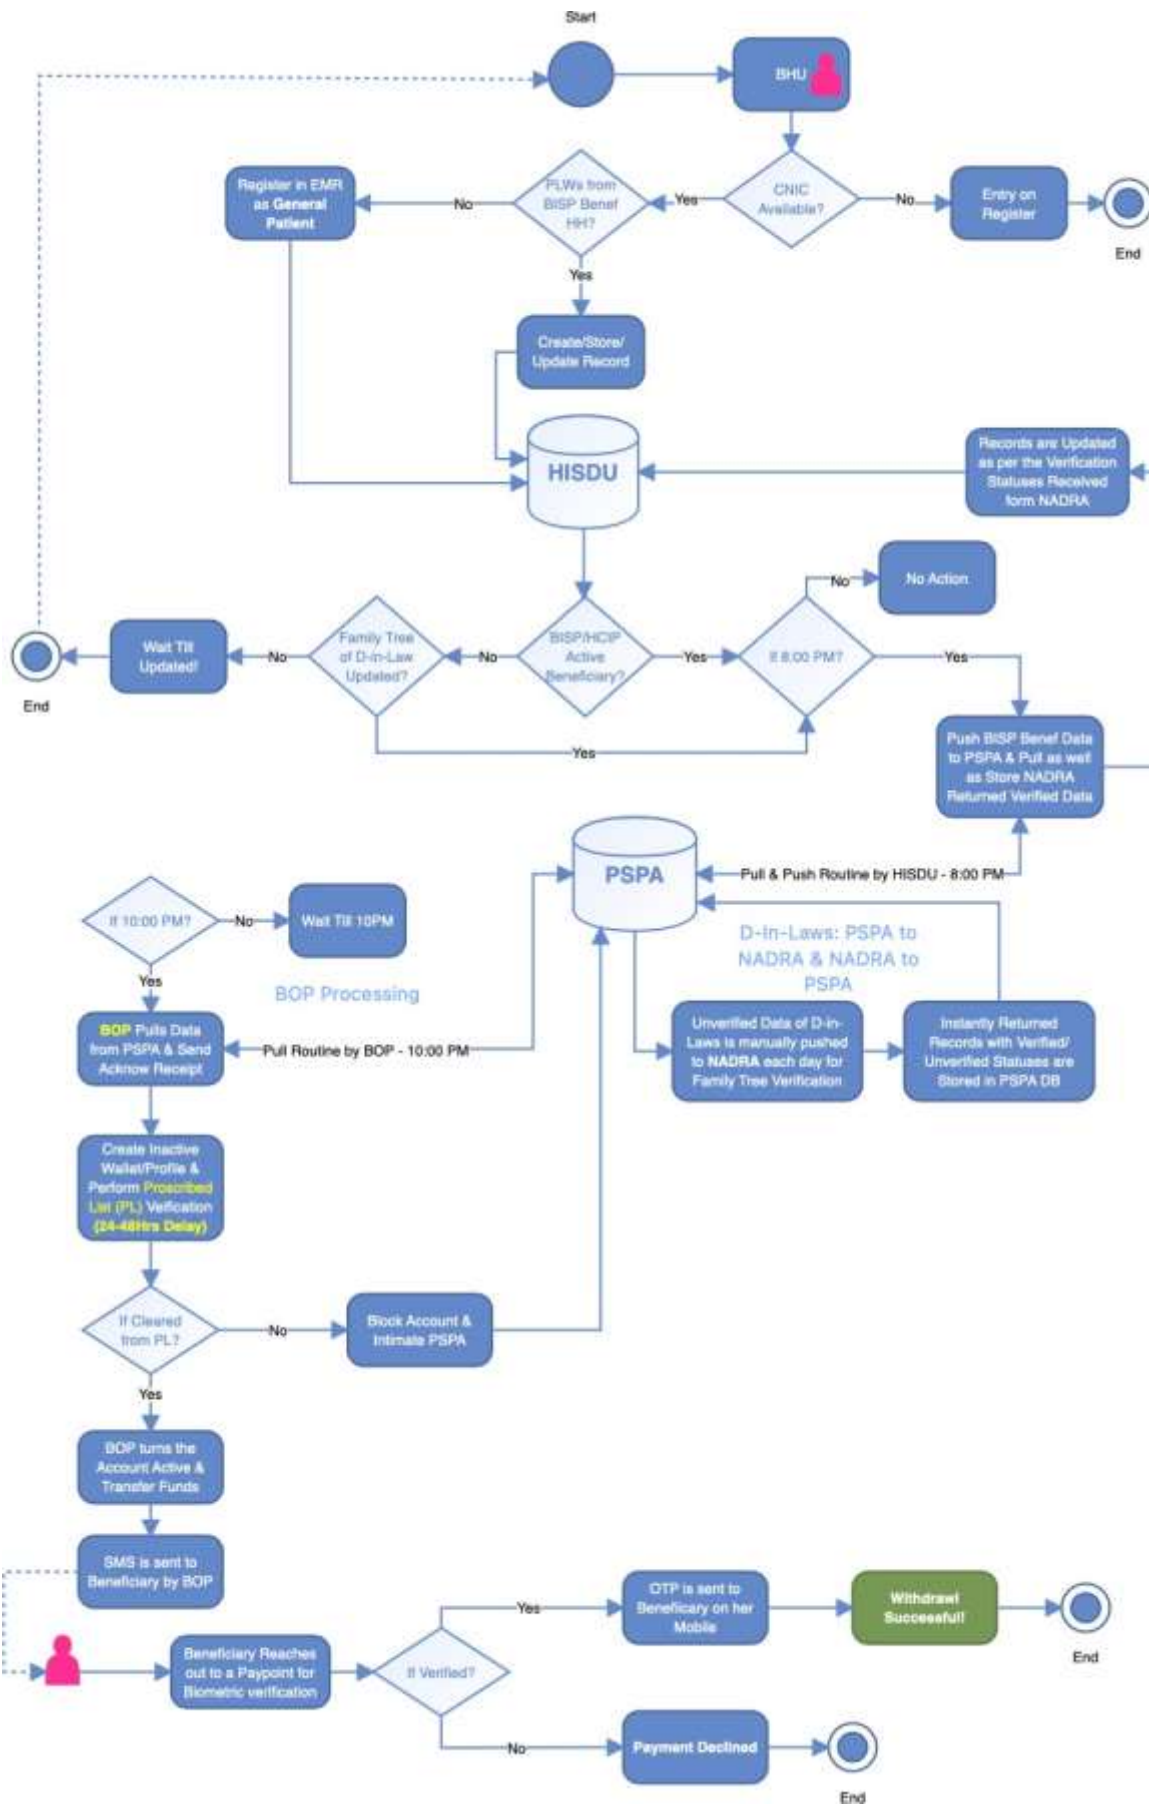 Start
BHU
Register in EMR
as General
Patient
No
PLWs from
BISP Benef
HH?
Yes
CNIC
Available?
No
Entry on
Register
End
Yes
Create/Store/
Update Record
HISDU
Records are Updated
as per the Verfication
Statuses Received
form NADRA
No
No Action
End
Wait Till
Updated!
No
Family Tree
of D-in-Law
Updated?
No
BISP/HCIP
Active
Beneficiary?
Yes
If 8:00 PM?
Yes
Yes
Push BISP Benef Data
to PSPA & Pull as well
as Store NADRA
Returned Verified Data
PSPA
Pull & Push Routine by HISDU - 8:00 PM
If 10:00 PM?
No
Wait Till 10PM
D-In-Laws: PSPA to
NADRA & NADRA to
PSPA
Yes
BOP Processing
BOP Pulls Data
from PSPA & Send
Acknow Receipt
Pull Routine by BOP - 10:00 PM
Unverified Data of D-in-
Laws is manually pushed
to NADRA each day for
Family Tree Verification
Instantly Returned
Records with Verified/
Unverified Statuses are
Stored in PSPA DB
Create Inactive
Wallet/Profile &
Perform Proscribed
List (PL) Veification
(24-48Hrs Delay)
If Cleared
from PL?
No
Block Account &
Intimate PSPA
Yes
BOP turns the
Account Active &
Transfer Funds
SMS is sent to
Beneficiary by BOP
Yes
OTP is sent to
Benefiicary on her
Mobile
Withdrawl
Successful!
End
Beneficiary Reaches
out to a Paypoint for
Biometric verification
If Verified?
No
Payment Declined
End